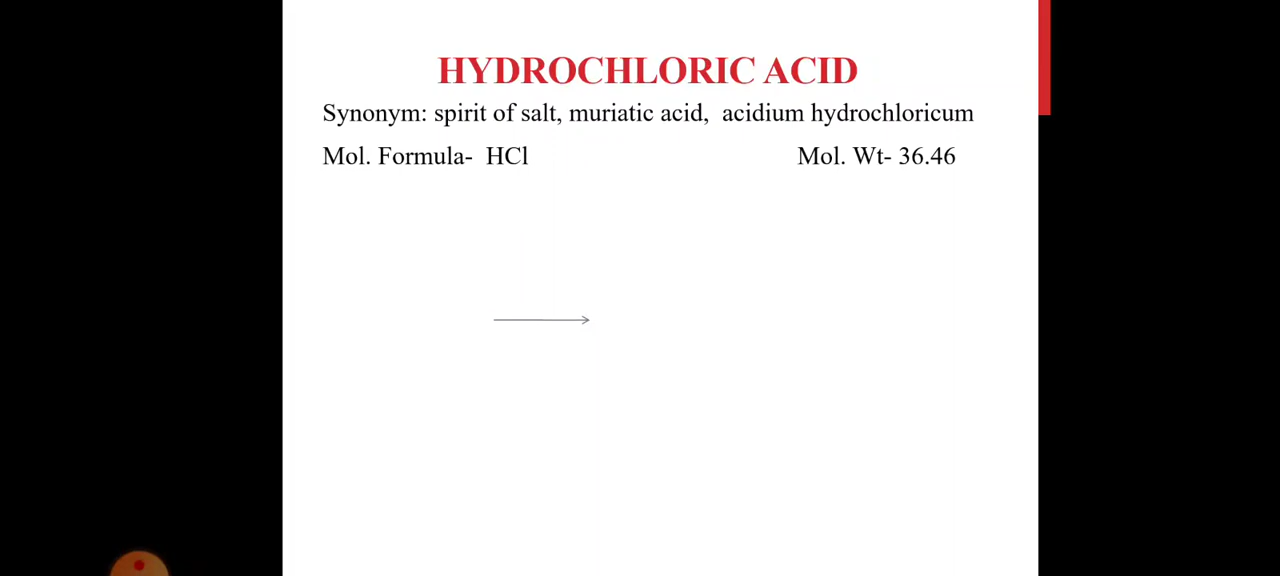 HYDROCHLORIC ACID
Synonym: spirit of salt, muriatic acid, acidium hydrochloricum
Mol. Formula- HCl Mol. Wt- 36.46